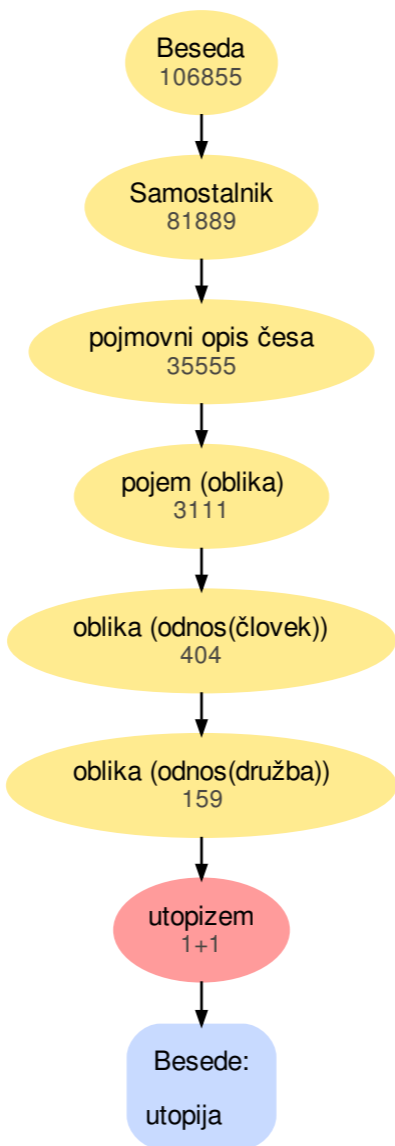 Beseda
106855
Samostalnik
81889
pojmovni opis česa
35555
pojem (oblika)
3111
oblika (odnos(človek))
404
oblika (odnos(družba))
159
utopizem
1+1
Besede:
utopija